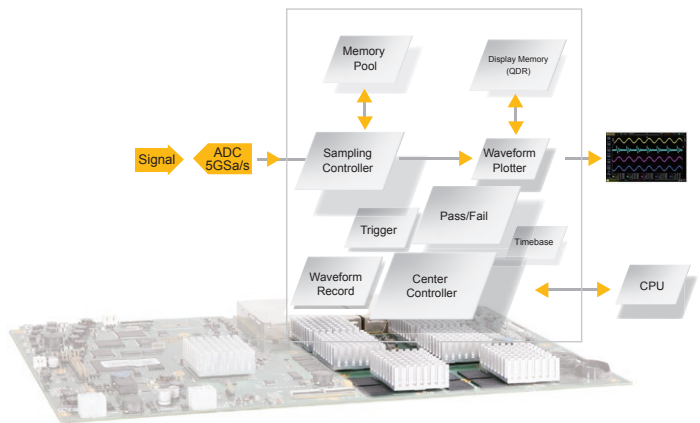 Memory
Pool
Display Memory
(QDR)
Signal
ADC
5GSa/s
Sampling
Controller
Waveform
Plotter
Pass/Fail
Trigger
Timebase
Waveform
Record
Center
Controller
CPU